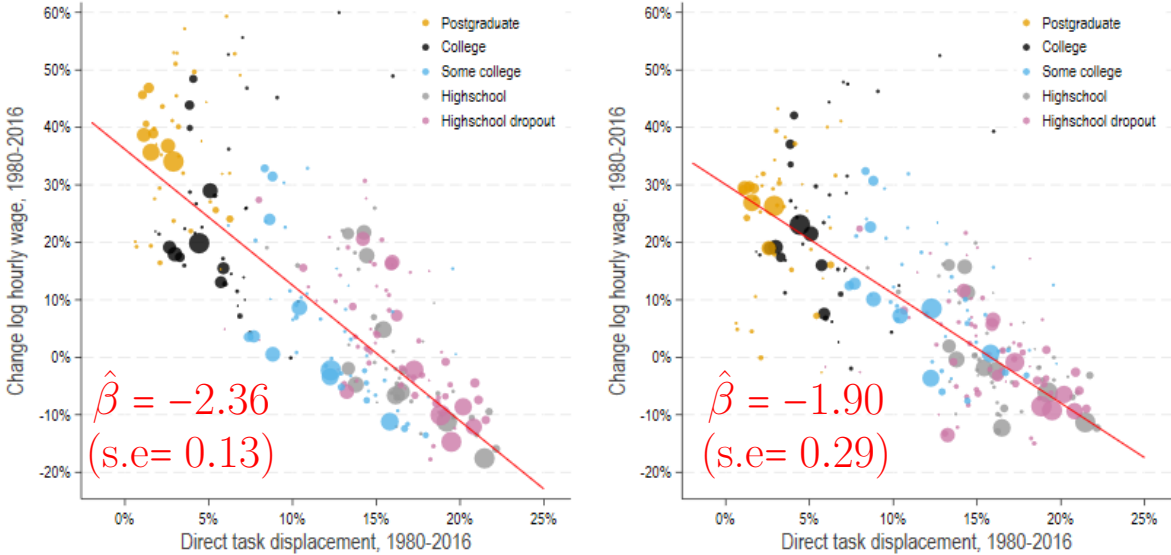 60%
50%
40%
30%
20%
10%
0%
-10%
-20%
Change log hourly wage, 1980-2016
Postgraduate
College
Some college
Highschool
Highschool dropout
β̂ = −2.36
(s.e= 0.13)
0% 5% 10% 15% 20% 25%
Direct task displacement, 1980-2016
60%
50%
40%
30%
20%
10%
0%
-10%
-20%
Change log hourly wage, 1980-2016
Postgraduate
College
Some college
Highschool
Highschool dropout
β̂ = −1.90
(s.e= 0.29)
0% 5% 10% 15% 20% 25%
Direct task displacement, 1980-2016